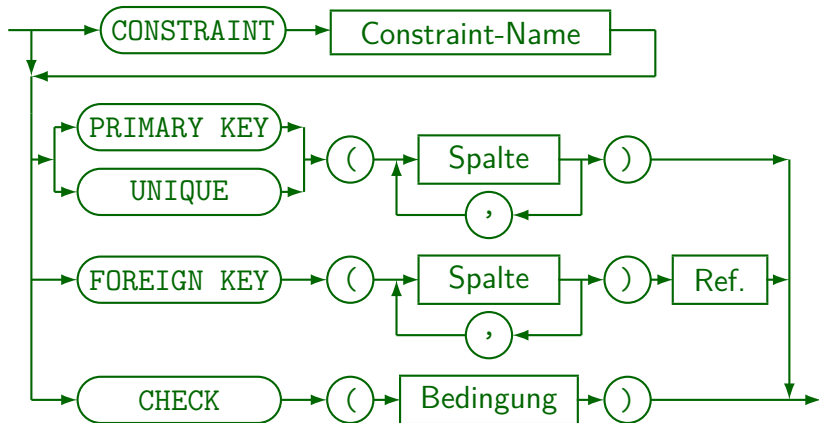 CONSTRAINT Constraint-Name
PRIMARY KEY
UNIQUE
( Spalte )
,
FOREIGN KEY ( Spalte ) Ref.
,
CHECK ( Bedingung )